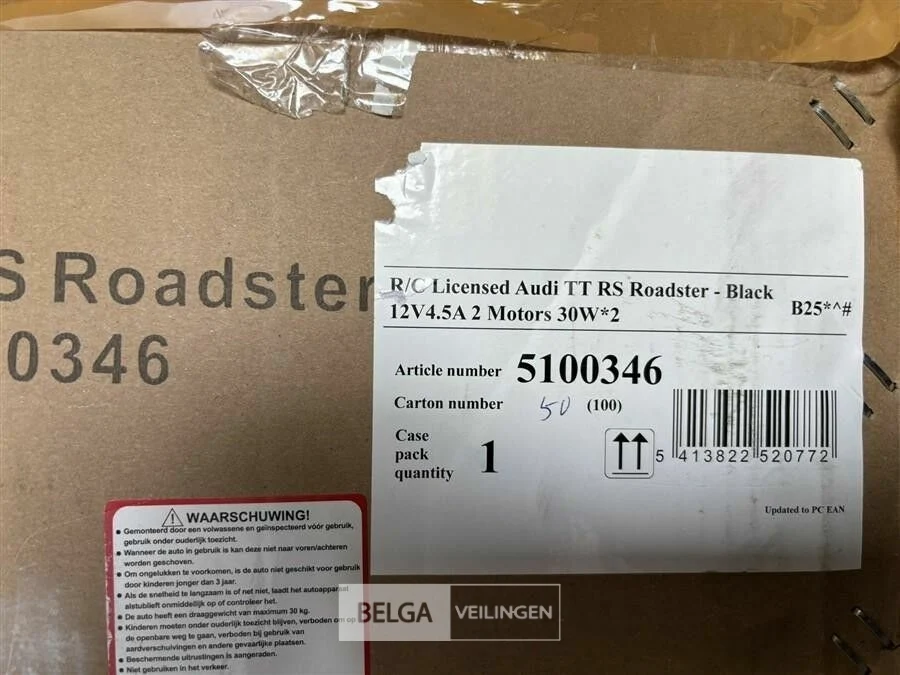 S Roadster
0346
R/C Licensed Audi TT RS Roadster - Black
12V4.5A 2 Motors 30W*2
B25*^#
Article number 5100346
Carton number 50 (100)
Case
pack
quantity
1
5 413822 520772
Updated to PC EAN
WAARSCHUWING!
Gemonteerd door een volwassene en geïnspecteerd vóór gebruik,
gebruik onder ouderlijk toezicht.
Wanneer de auto in gebruik is kan deze niet naar voren/achteren
worden geschoven.
Om ongelukken te voorkomen, is de auto niet geschikt voor gebruik
door kinderen jonger dan 3 jaar.
Als de snelheid te langzaam is of net niet, laadt het autoapparaat
alstublieft onmiddellijk op of controleer het.
De auto heeft een draaggewicht van maximum 30 kg.
Kinderen moeten onder ouderlijk toezicht blijven, verboden om op
de openbare weg te gaan, verboden bij gebruik van
aardverschuivingen en andere gevaarlijke plaatsen.
Beschermende uitrustingen is aangeraden.
Niet gebruiken in het verkeer.
BELGA VEILINGEN